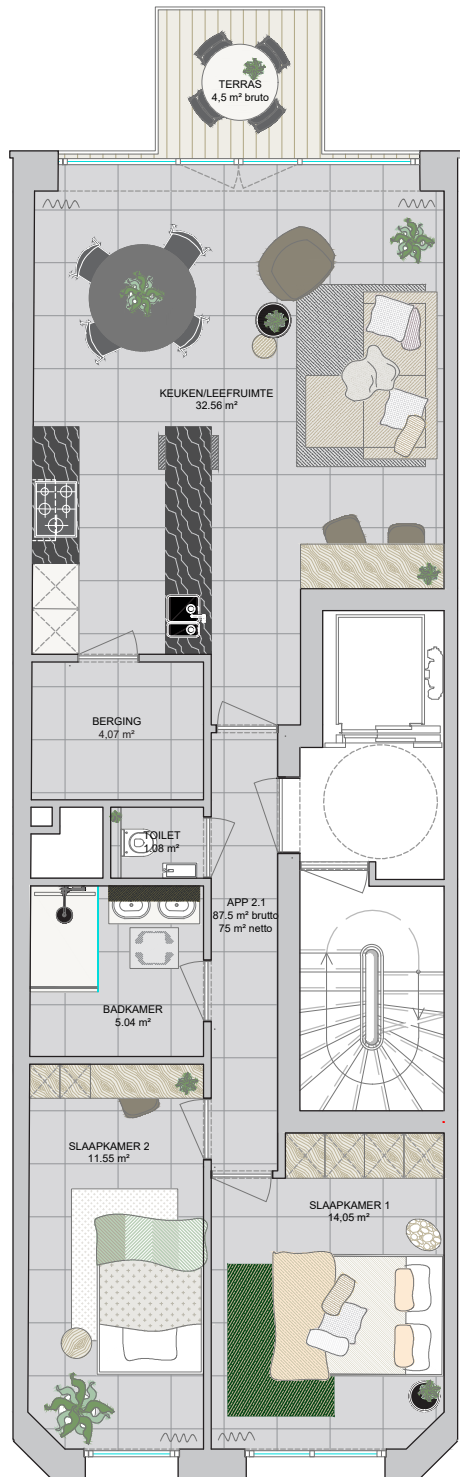 TERRAS
4,5 m² bruto
KEUKEN/LEEFRUIMTE
32.56 m²
BERGING
4,07 m²
TOILET
1.08 m²
APP 2.1
87.5 m² brutto
75 m² netto
BADKAMER
5.04 m²
SLAAPKAMER 2
11.55 m²
SLAAPKAMER 1
14,05 m²